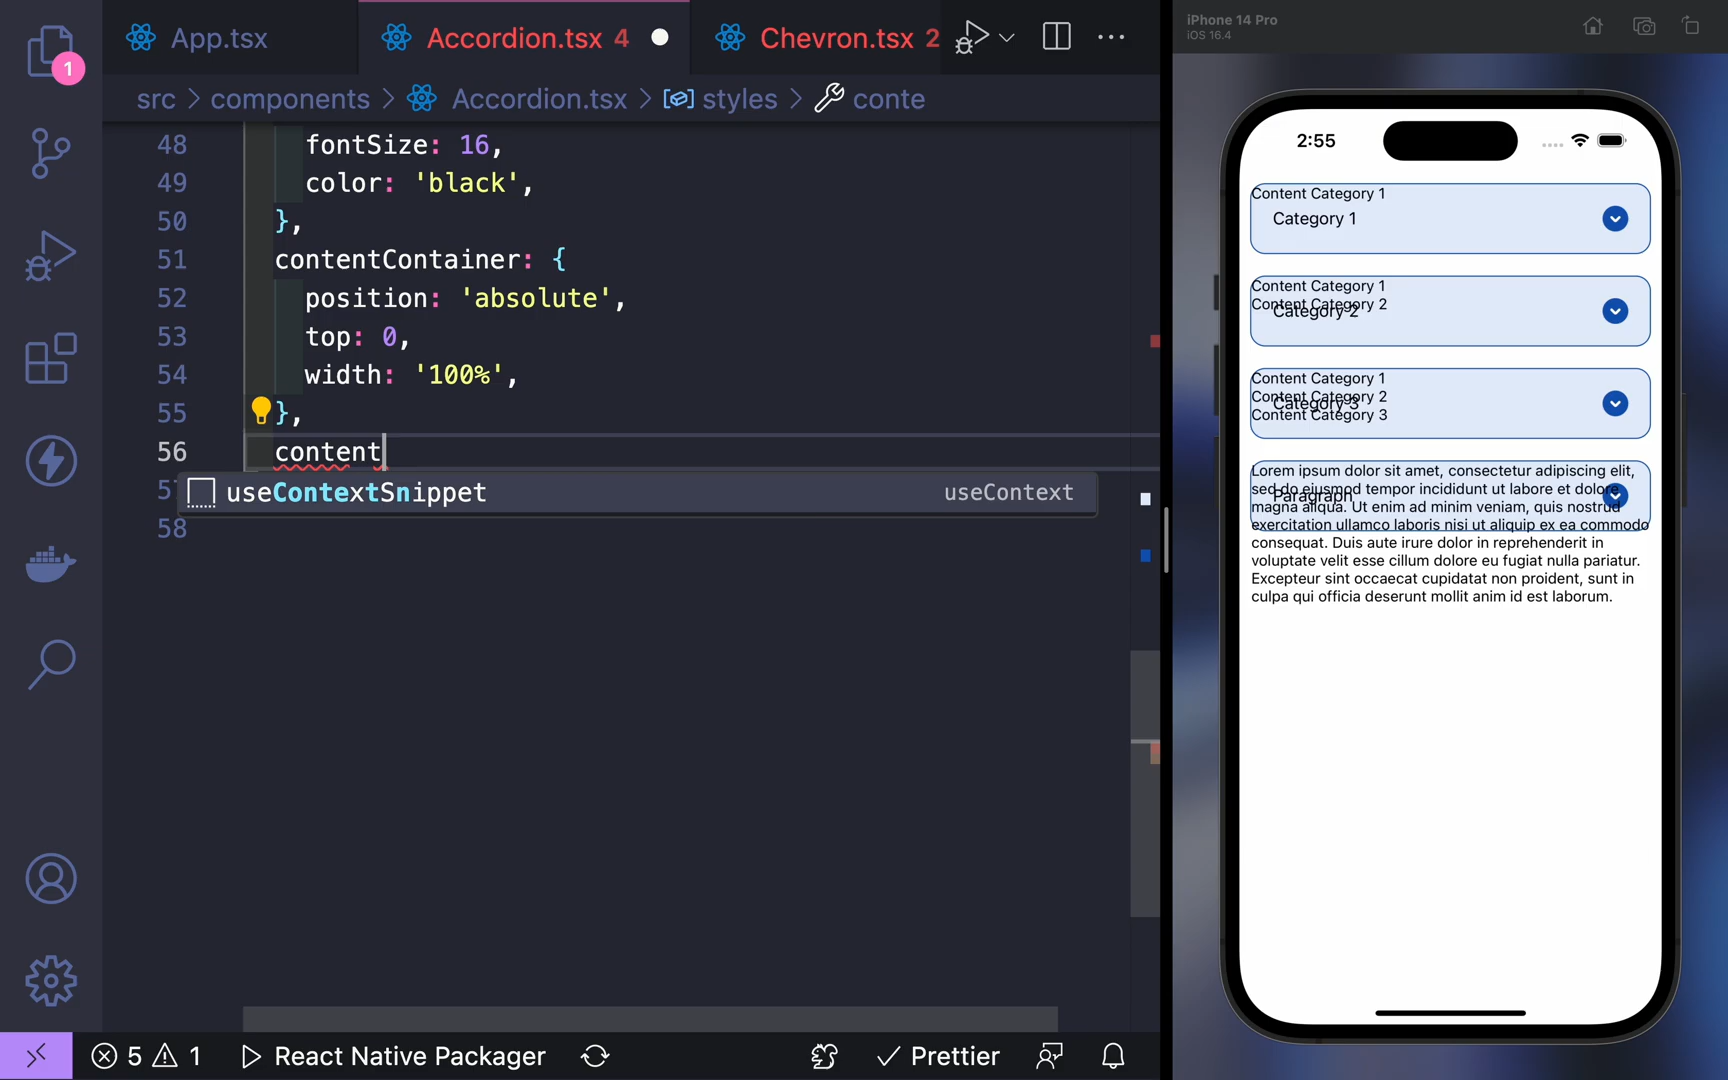 1
App.tsx
Accordion.tsx 4
Chevron.tsx 2
src > components > Accordion.tsx > styles > conte
48 fontSize: 16,
49 color: 'black',
50 },
51 contentContainer: {
52 position: 'absolute',
53 top: 0,
54 width: '100%',
55 },
56 content
useContextSnippet useContext
58
5 1 React Native Packager Prettier
iPhone 14 Pro
iOS 16.4
2:55
Content Category 1
Category 1
Content Category 1
Content Category 2
Category 2
Content Category 1
Content Category 2
Category 3
Content Category 3
Lorem ipsum dolor sit amet, consectetur adipiscing elit,
sed do eiusmod tempor incididunt ut labore et dolore
Paragraph
magna aliqua. Ut enim ad minim veniam, quis nostrud
exercitation ullamco laboris nisi ut aliquip ex ea commodo
consequat. Duis aute irure dolor in reprehenderit in
voluptate velit esse cillum dolore eu fugiat nulla pariatur.
Excepteur sint occaecat cupidatat non proident, sunt in
culpa qui officia deserunt mollit anim id est laborum.